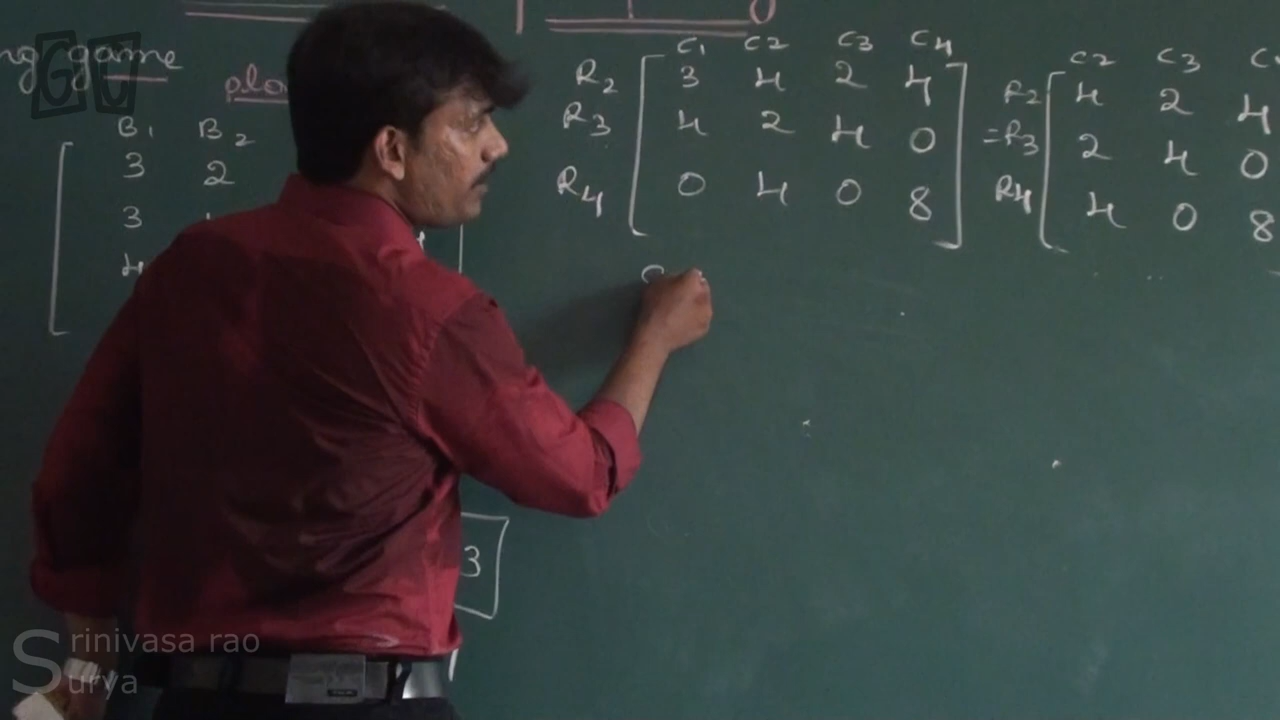 game
B1 B2
3 2
3
4
C1 C2 C3 C4
R2 3 4 2 4
R3 4 2 4 0
R4 0 4 0 8
C2 C3
R2 4 2 4
=R3 2 4 0
R4 4 0 8
3
GC
Srinivasa rao
Surya